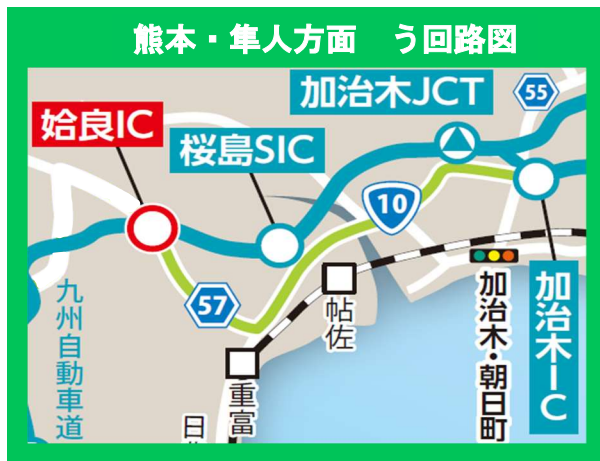 熊本・隼人方面　う回路図
加治木JCT
55
姶良IC
桜島SIC
10
57
帖佐
重富
九州自動車道
加治木・朝日町
加治木IC
日